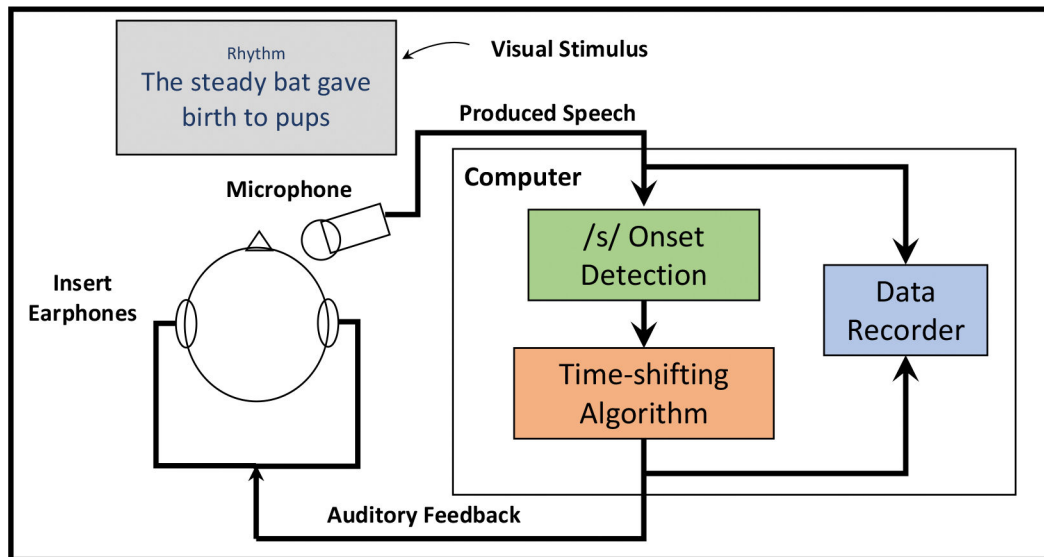 Rhythm
The steady bat gave
birth to pups
Visual Stimulus
Produced Speech
Microphone
Computer
/s/ Onset
Detection
Insert
Earphones
Data
Recorder
Time-shifting
Algorithm
Auditory Feedback